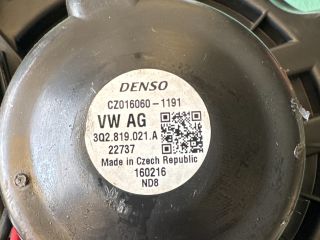 DENSO
CZ016060-1191
VW AG
3Q2.819.021.A
22737
Made in Czech Republic
160216
ND8